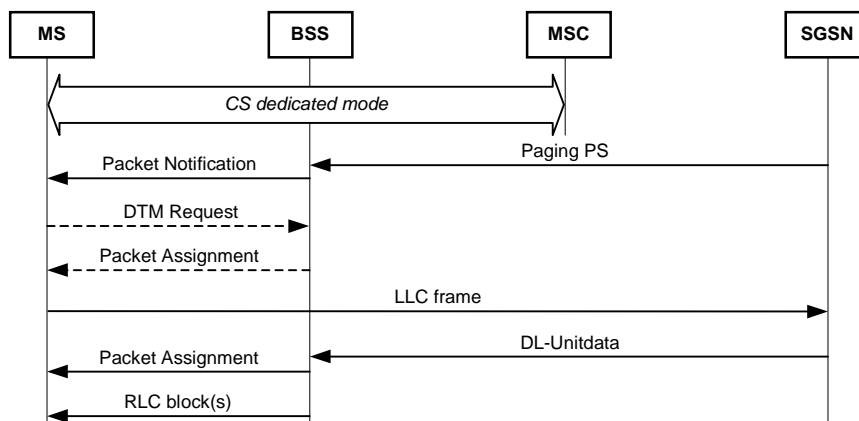 MS
BSS
MSC
SGSN
CS dedicated mode
Paging PS
Packet Notification
DTM Request
Packet Assignment
LLC frame
DL-Unitdata
Packet Assignment
RLC block(s)